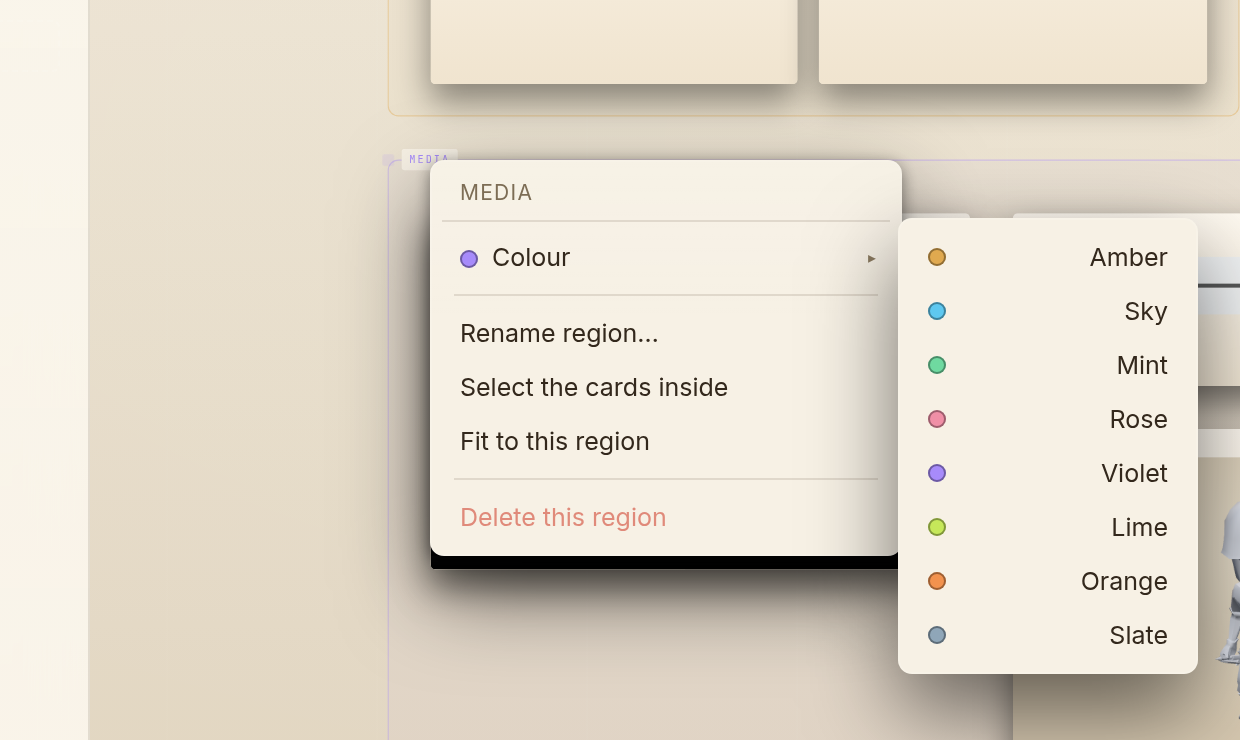 MEDIA
MEDIA
Colour
Rename region...
Select the cards inside
Fit to this region
Delete this region
Amber
Sky
Mint
Rose
Violet
Lime
Orange
Slate